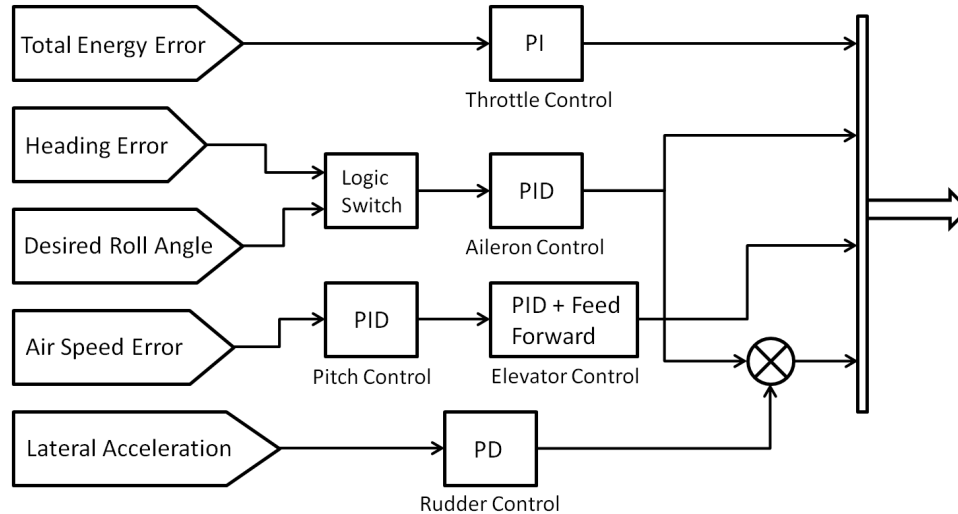 Total Energy Error
PI
Throttle Control
Heading Error
Logic
Switch
PID
Desired Roll Angle
Aileron Control
Air Speed Error
PID
PID + Feed
Forward
Pitch Control
Elevator Control
Lateral Acceleration
PD
Rudder Control